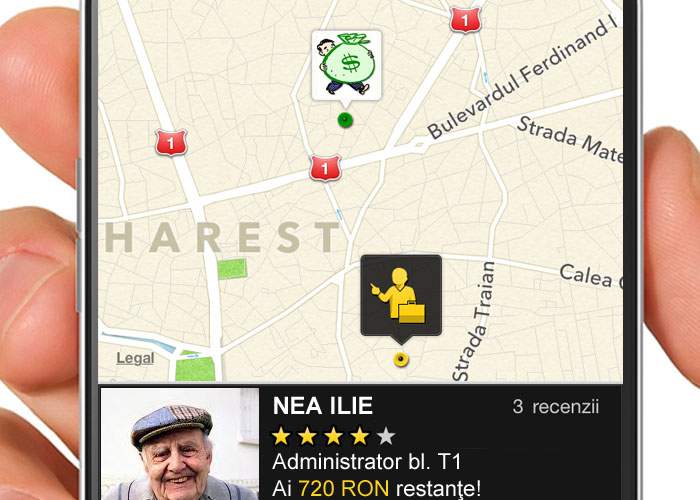 1
$
Bulevardul Ferdinand I
Strada Mate
1
1
HAREST
Calea
Strada Traian
Legal
NEA ILIE
3 recenzii
Administrator bl. T1
Ai 720 RON restanţe!